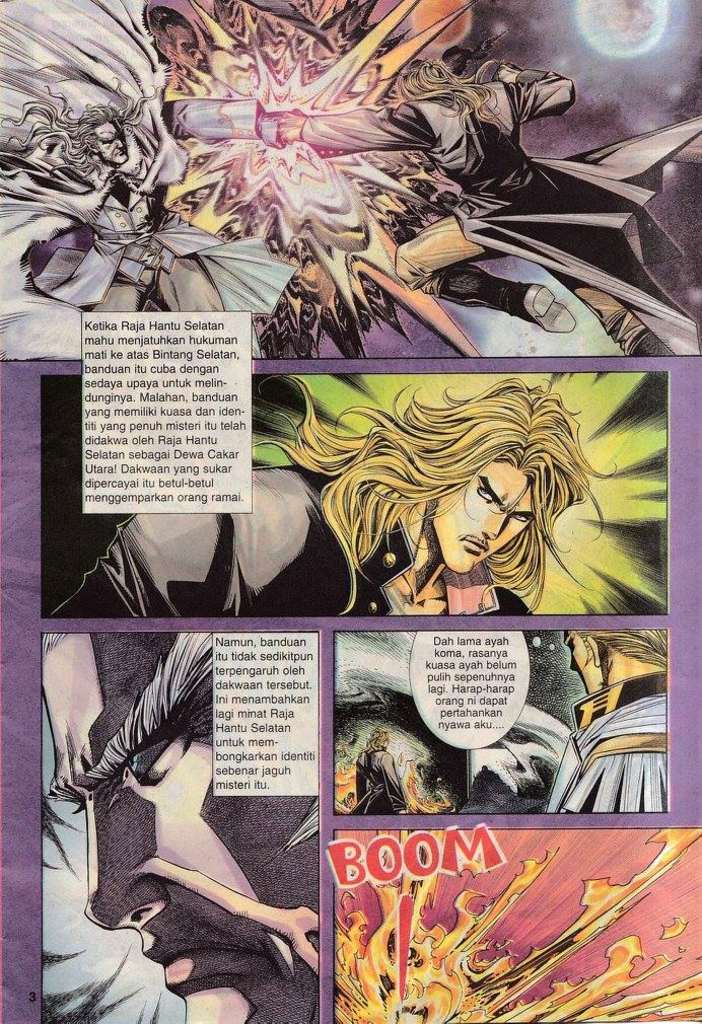 Ketika Raja Hantu Selatan
mahu menjatuhkan hukuman
mati ke atas Bintang Selatan,
banduan itu cuba dengan
sedaya upaya untuk melin-
dunginya. Malahan, banduan
yang memiliki kuasa dan iden-
titi yang penuh misteri itu telah
didakwa oleh Raja Hantu
Selatan sebagai Dewa Cakar
Utara! Dakwaan yang sukar
dipercayai itu betul-betul
menggemparkan orang ramai.
Namun, banduan
itu tidak sedikitpun
terpengaruh oleh
dakwaan tersebut.
Ini menambahkan
lagi minat Raja
Hantu Selatan
untuk mem-
bongkarkan identiti
sebenar jaguh
misteri itu.
Dah lama ayah
koma, rasanya
kuasa ayah belum
pulih sepenuhnya
lagi. Harap-harap
orang ni dapat
pertahankan
nyawa aku....
BOOM
!
3